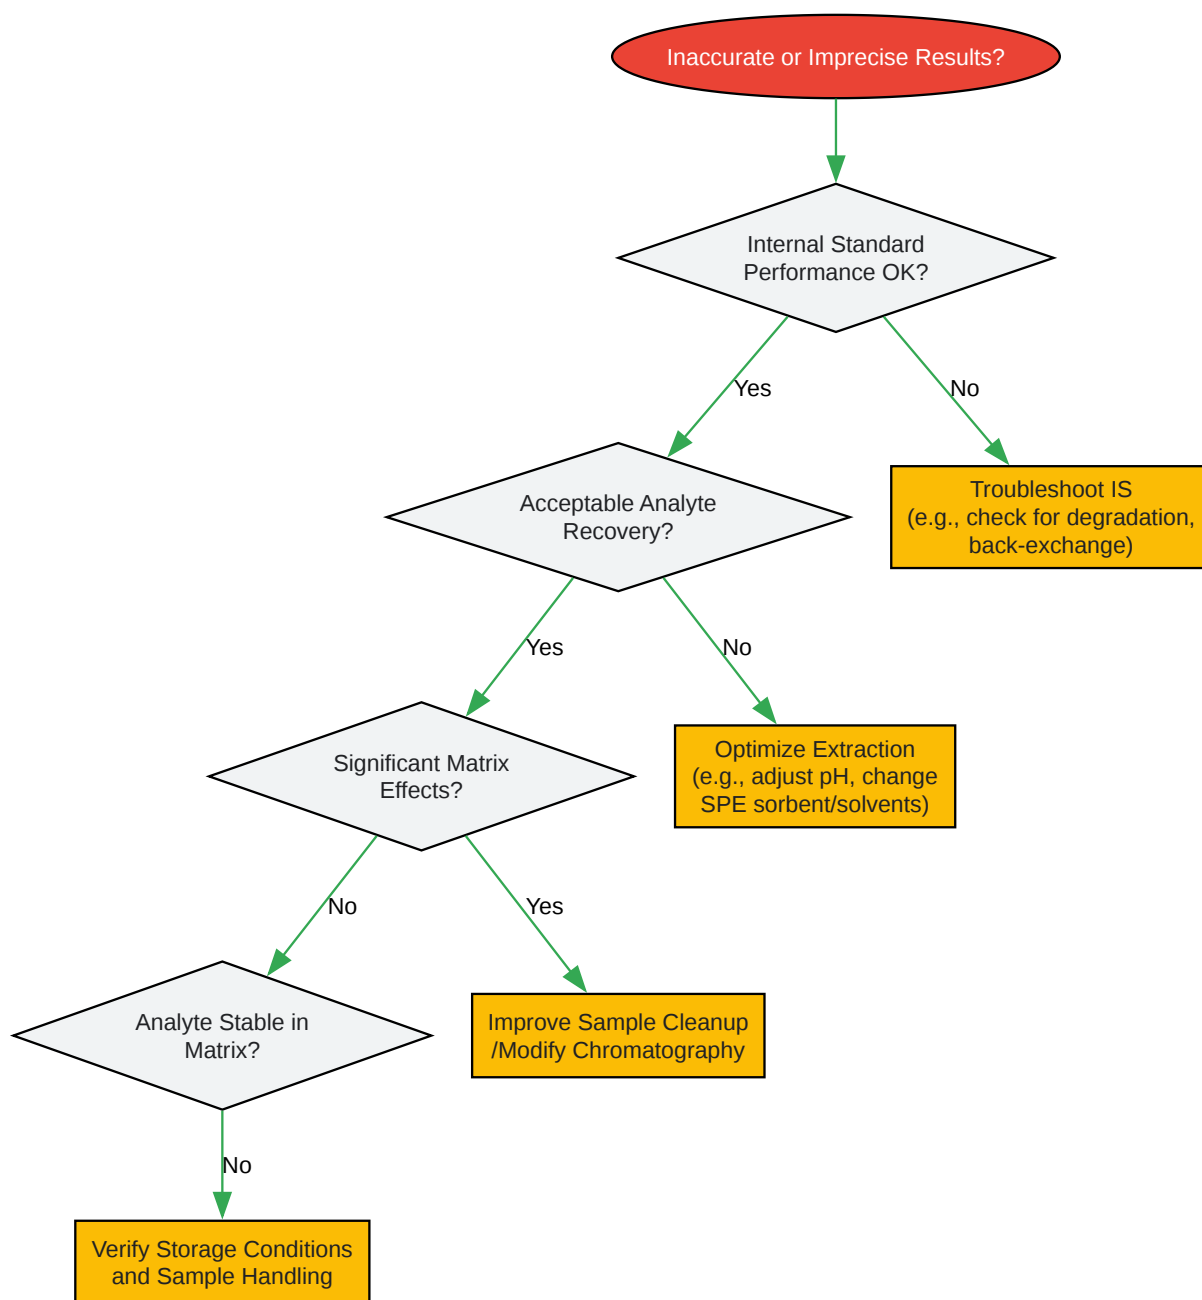 Inaccurate or Imprecise Results?
Internal Standard
Performance OK?
Yes
No
Acceptable Analyte
Recovery?
Troubleshoot IS
(e.g., check for degradation,
back-exchange)
Yes
No
Significant Matrix
Effects?
Optimize Extraction
(e.g., adjust pH, change
SPE sorbent/solvents)
No
Yes
Analyte Stable in
Matrix?
Improve Sample Cleanup
/Modify Chromatography
No
Verify Storage Conditions
and Sample Handling